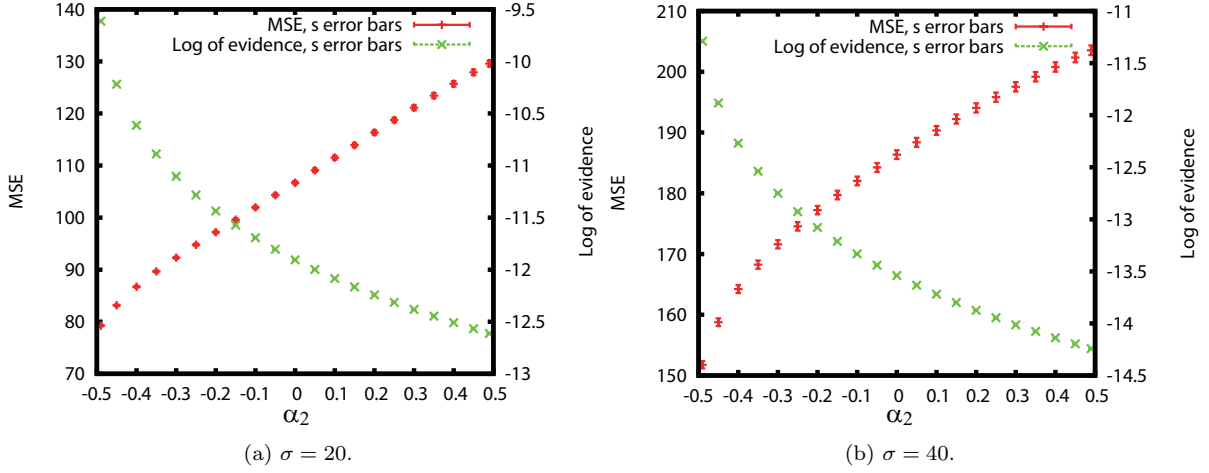 MSE, s error bars
Log of evidence, s error bars
140
130
120
110
100
90
80
70
MSE
-9.5
-10
-10.5
-11
-11.5
-12
-12.5
-13
Log of evidence
-0.5 -0.4 -0.3 -0.2 -0.1 0 0.1 0.2 0.3 0.4 0.5
α2
(a) σ = 20.
MSE, s error bars
Log of evidence, s error bars
210
200
190
180
170
160
150
MSE
-11
-11.5
-12
-12.5
-13
-13.5
-14
-14.5
Log of evidence
-0.5 -0.4 -0.3 -0.2 -0.1 0 0.1 0.2 0.3 0.4 0.5
α2
(b) σ = 40.